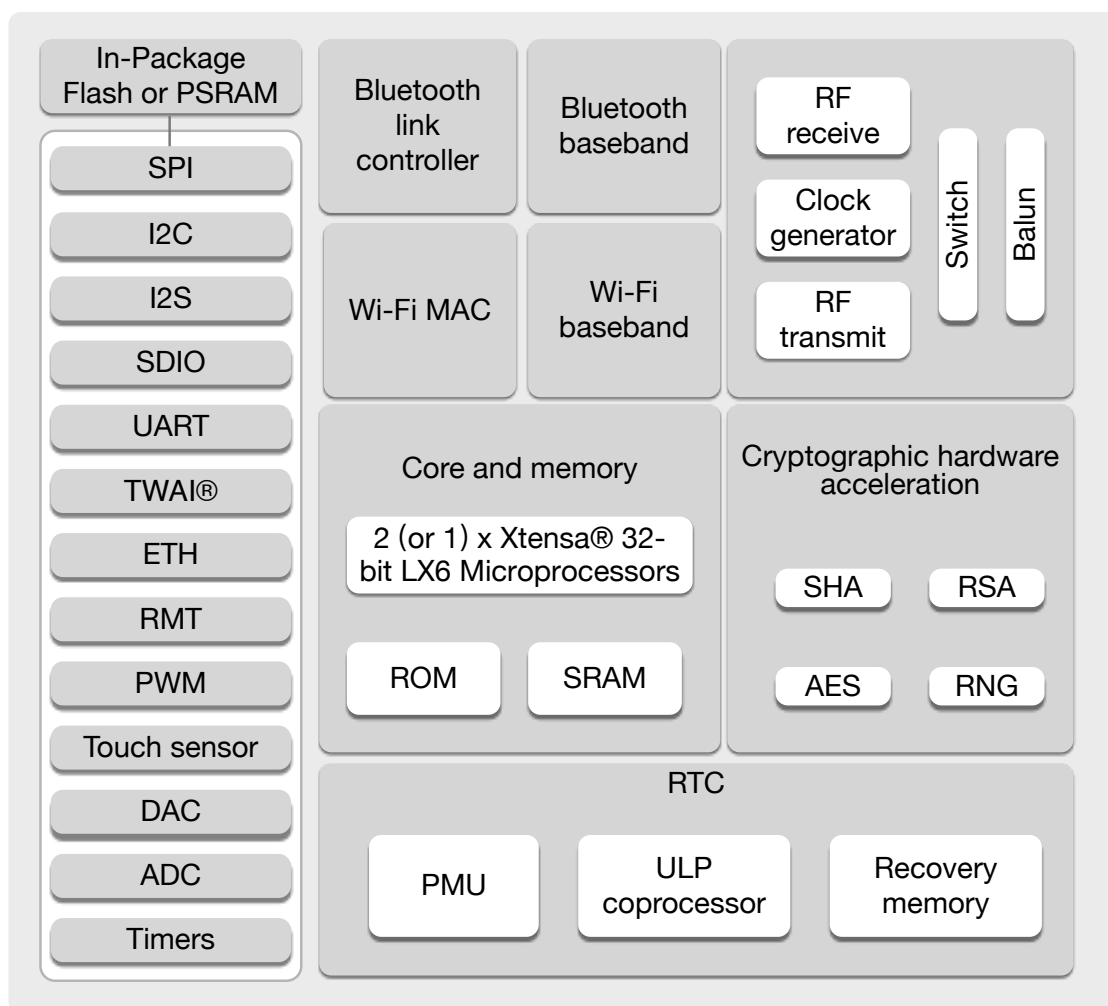 In-Package
Flash or PSRAM
SPI
I2C
I2S
SDIO
UART
TWAI®
ETH
RMT
PWM
Touch sensor
DAC
ADC
Timers
Bluetooth
link
controller
Bluetooth
baseband
Wi-Fi MAC
Wi-Fi
baseband
RF
receive
Clock
generator
RF
transmit
Switch
Balun
Core and memory
2 (or 1) x Xtensa® 32-
bit LX6 Microprocessors
ROM
SRAM
Cryptographic hardware
acceleration
SHA
RSA
AES
RNG
RTC
PMU
ULP
coprocessor
Recovery
memory